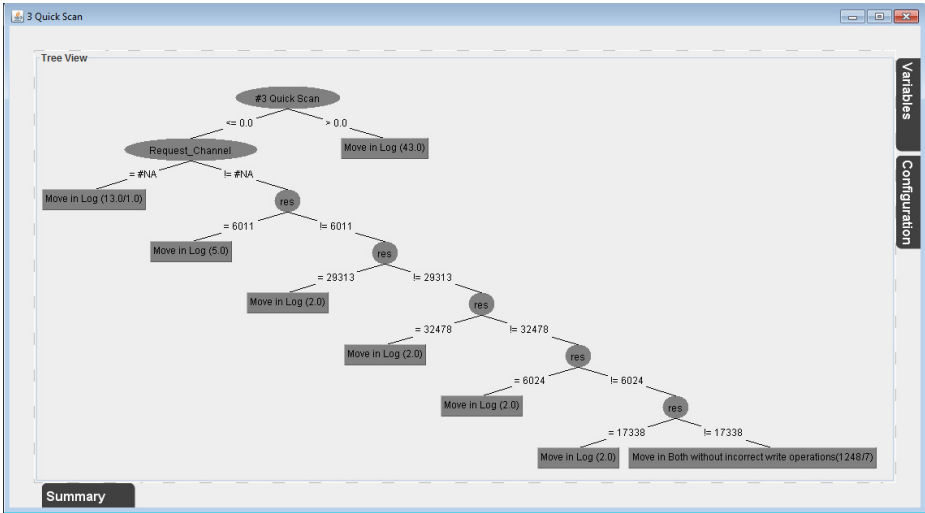 3 Quick Scan
Tree View
#3 Quick Scan
<= 0.0
> 0.0
Request_Channel
Move in Log (43.0)
= #NA
!= #NA
Move in Log (13.0/1.0)
res
= 6011
!= 6011
Move in Log (5.0)
res
= 29313
!= 29313
Move in Log (2.0)
res
= 32478
!= 32478
Move in Log (2.0)
res
= 6024
!= 6024
Move in Log (2.0)
res
= 17338
!= 17338
Move in Log (2.0)
Move in Both without incorrect write operations(1248/7)
Variables
Configuration
Summary